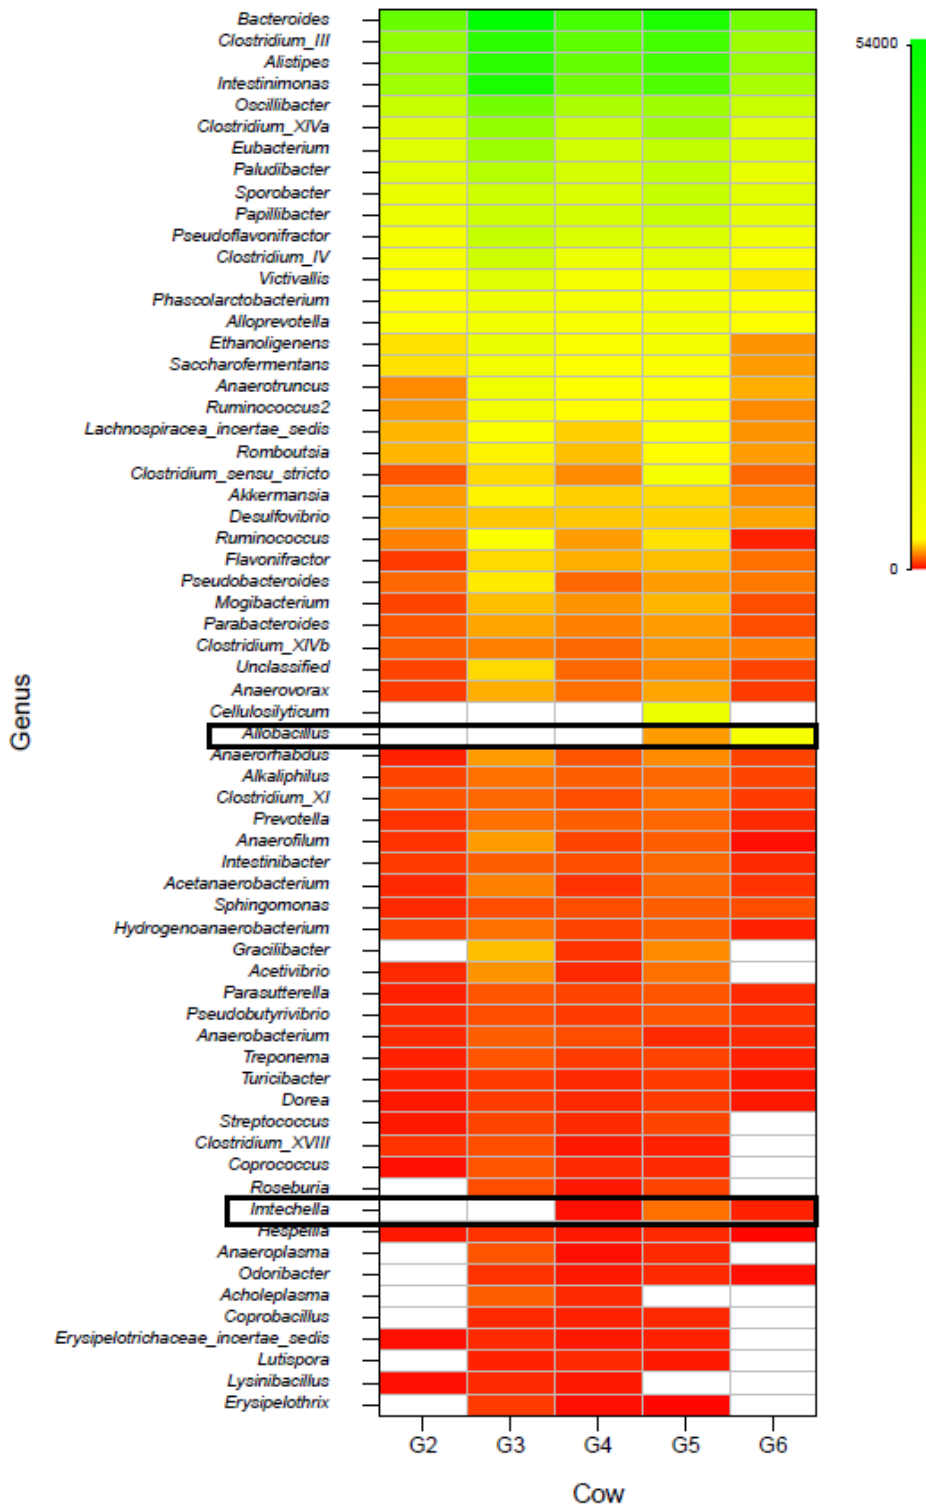 Bacteroides
Clostridium_III
Alistipes
Intestinimonas
Oscillibacter
Clostridium_XIVa
Eubacterium
Paludibacter
Sporobacter
Papillibacter
Pseudoflavonifractor
Clostridium_IV
Victivallis
Phascolarctobacterium
Alloprevotella
Ethanoligenens
Saccharofermentans
Anaerotruncus
Ruminococcus2
Lachnospiracea_incertae_sedis
Romboutsia
Clostridium_sensu_stricto
Akkermansia
Desulfovibrio
Ruminococcus
Flavonifractor
Pseudobacteroides
Mogibacterium
Parabacteroides
Clostridium_XIVb
Unclassified
Anaerovorax
Cellulosilyticum
Allobacillus
Anaerorhabdus
Alkaliphilus
Clostridium_XI
Prevotella
Anaerofilum
Intestinibacter
Acetanaerobacterium
Sphingomonas
Hydrogenoanaerobacterium
Gracilibacter
Acetivibrio
Parasutterella
Pseudobutyrivibrio
Anaerobacterium
Treponema
Turicibacter
Dorea
Streptococcus
Clostridium_XVIII
Coprococcus
Roseburia
Imtechella
Hespellia
Anaeroplasma
Odoribacter
Acholeplasma
Coprobacillus
Erysipelotrichaceae_incertae_sedis
Lutispora
Lysinibacillus
Erysipelothrix
Genus
G2 G3 G4 G5 G6
Cow
54000
0